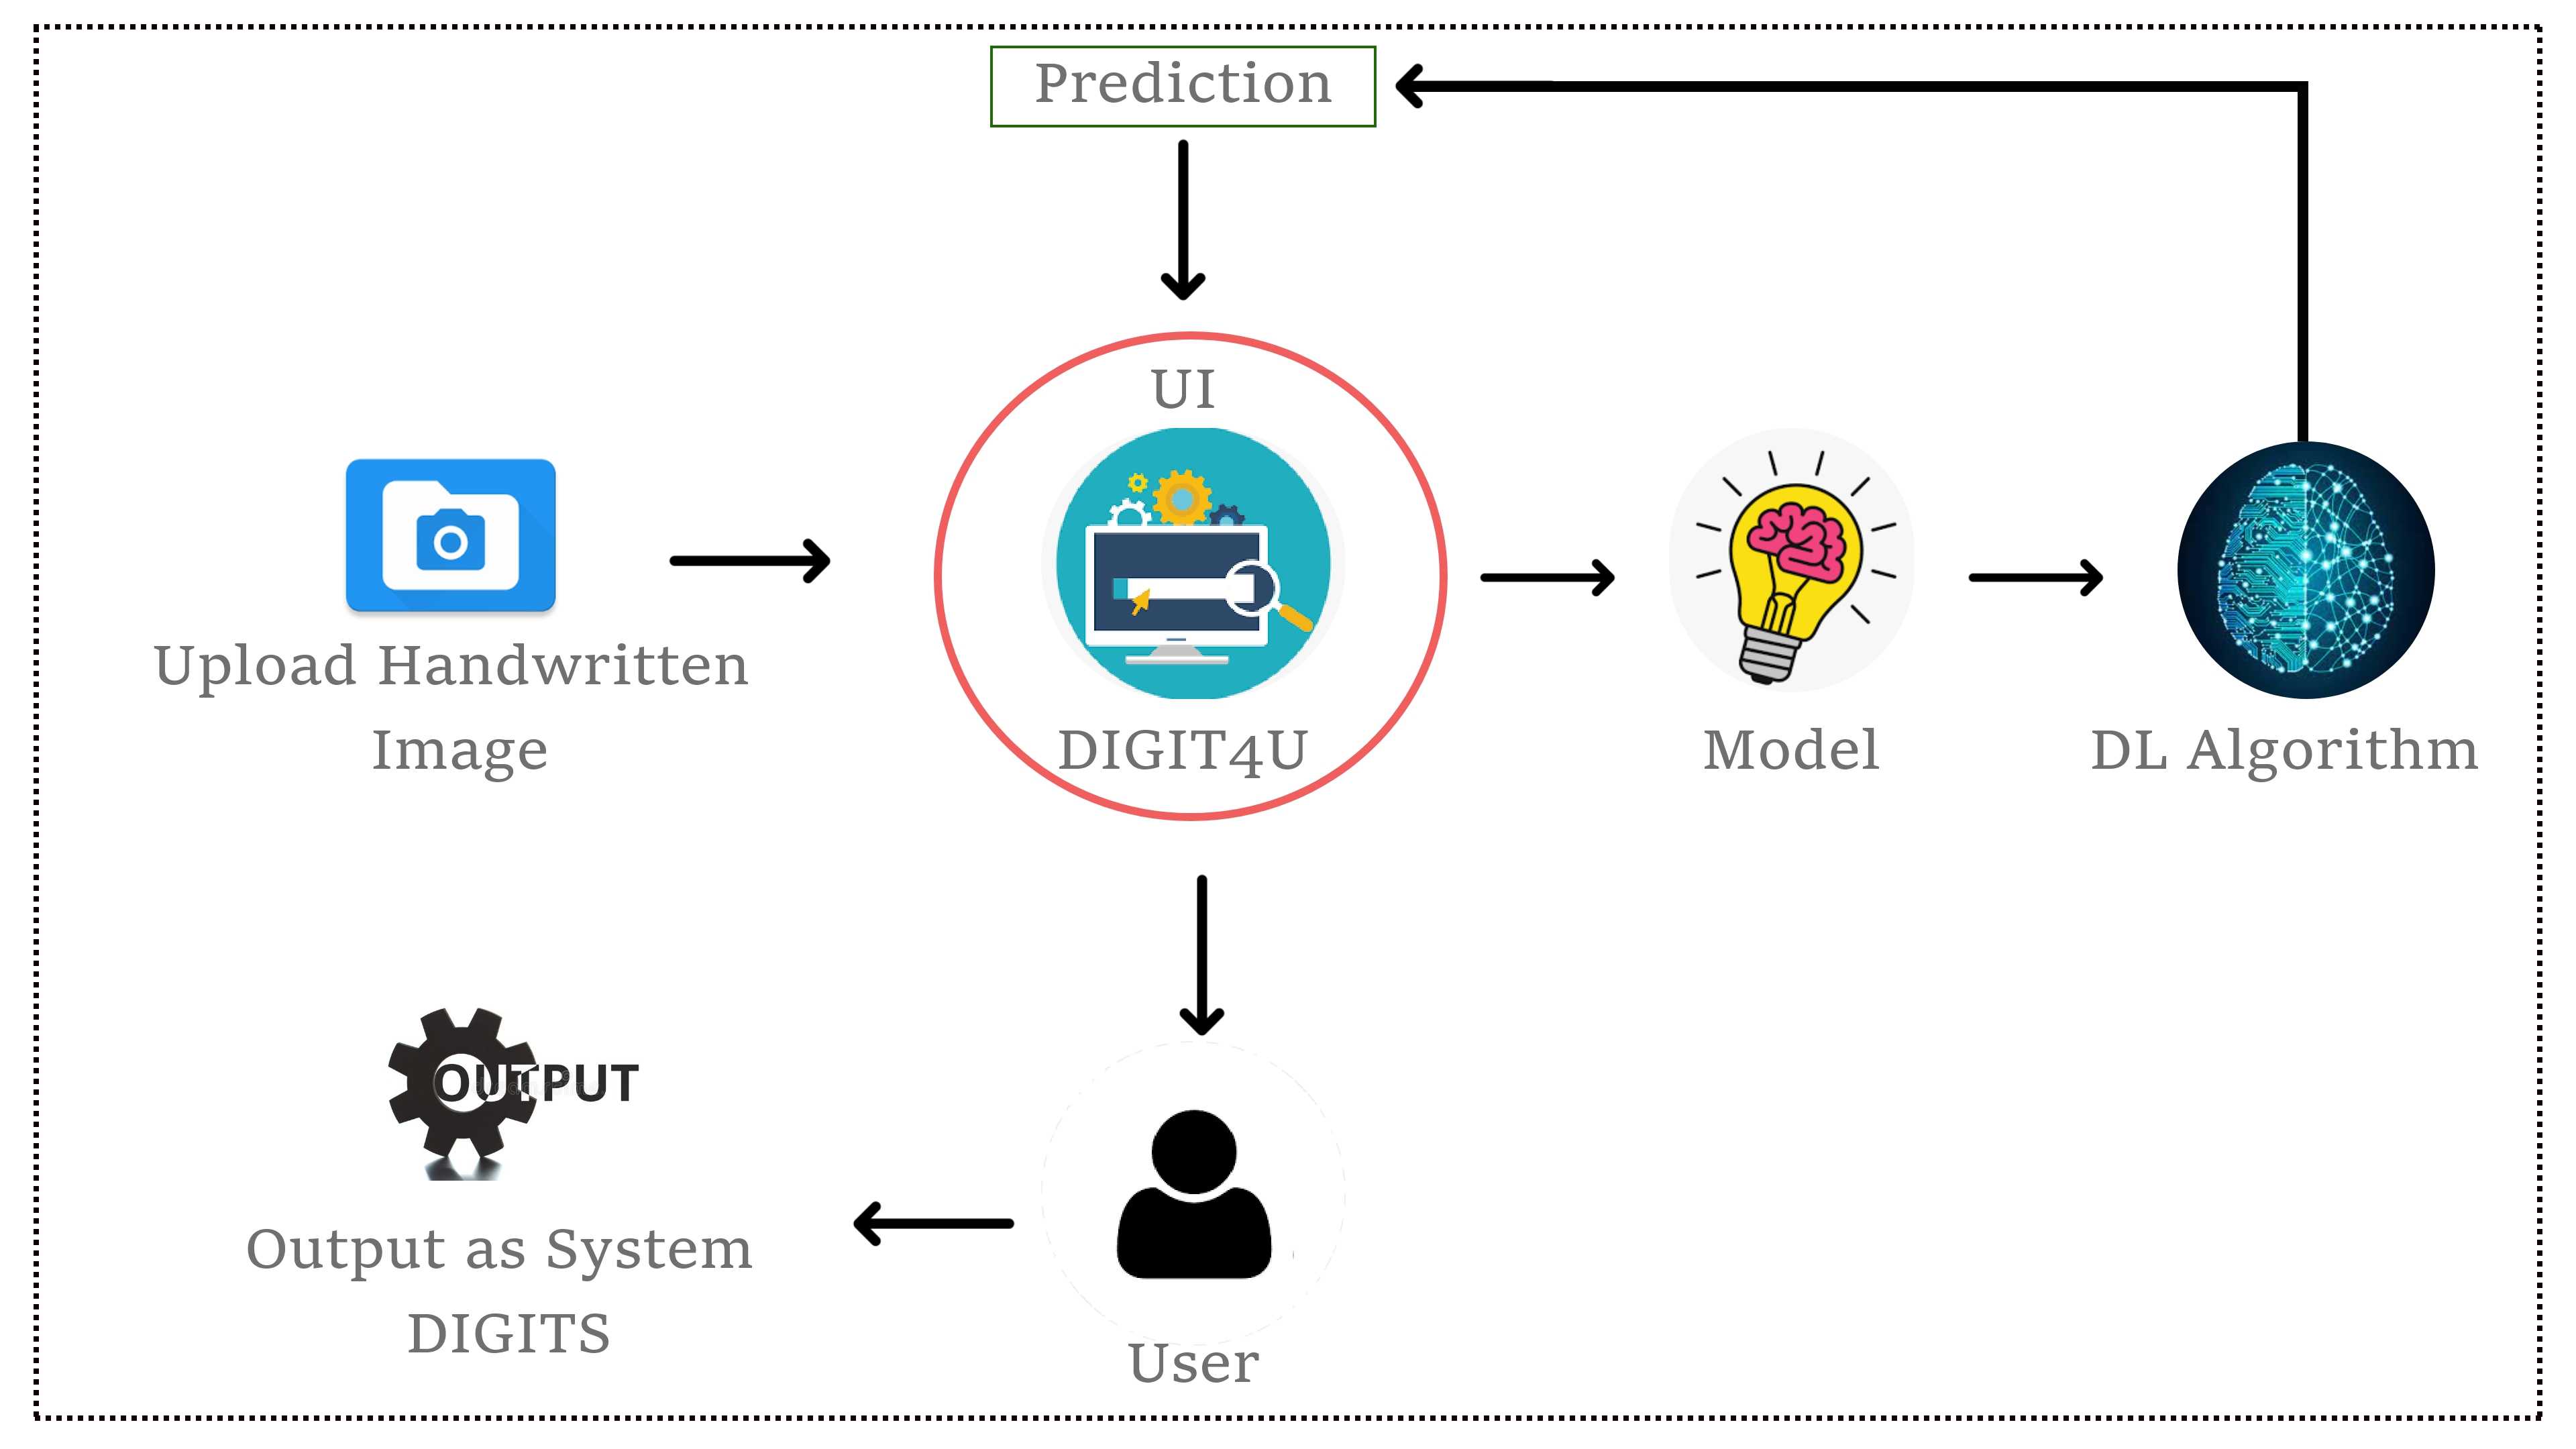 Prediction
UI
DIGIT4U
Upload Handwritten
Image
Model
DL Algorithm
OUTPUT
Output as System
DIGITS
User